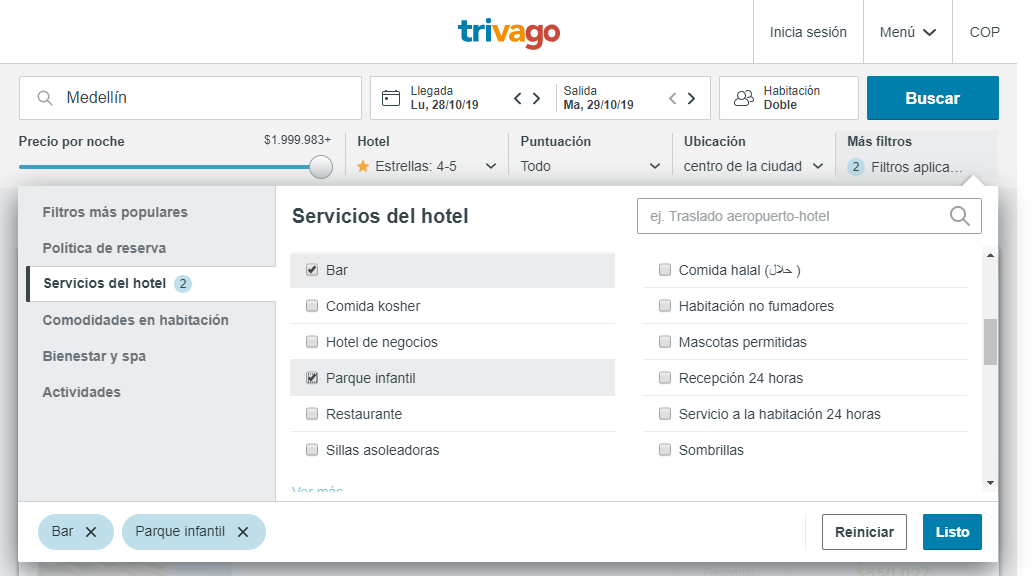 trivago
Inicia sesión
Menú
COP
Medellín
Llegada
Lu, 28/10/19
Salida
Ma, 29/10/19
Habitación
Doble
Buscar
Precio por noche
$1.999.983+
Hotel
Estrellas: 4-5
Puntuación
Todo
Ubicación
centro de la ciudad
Más filtros
2 Filtros aplica...
Filtros más populares
Política de reserva
Servicios del hotel 2
Comodidades en habitación
Bienestar y spa
Actividades
Servicios del hotel
ej. Traslado aeropuerto-hotel
Bar
Comida kosher
Hotel de negocios
Parque infantil
Restaurante
Sillas asoleadoras
Ver más
Comida halal (حلال )
Habitación no fumadores
Mascotas permitidas
Recepción 24 horas
Servicio a la habitación 24 horas
Sombrillas
Bar X
Parque infantil X
Reiniciar
Listo
$550.027